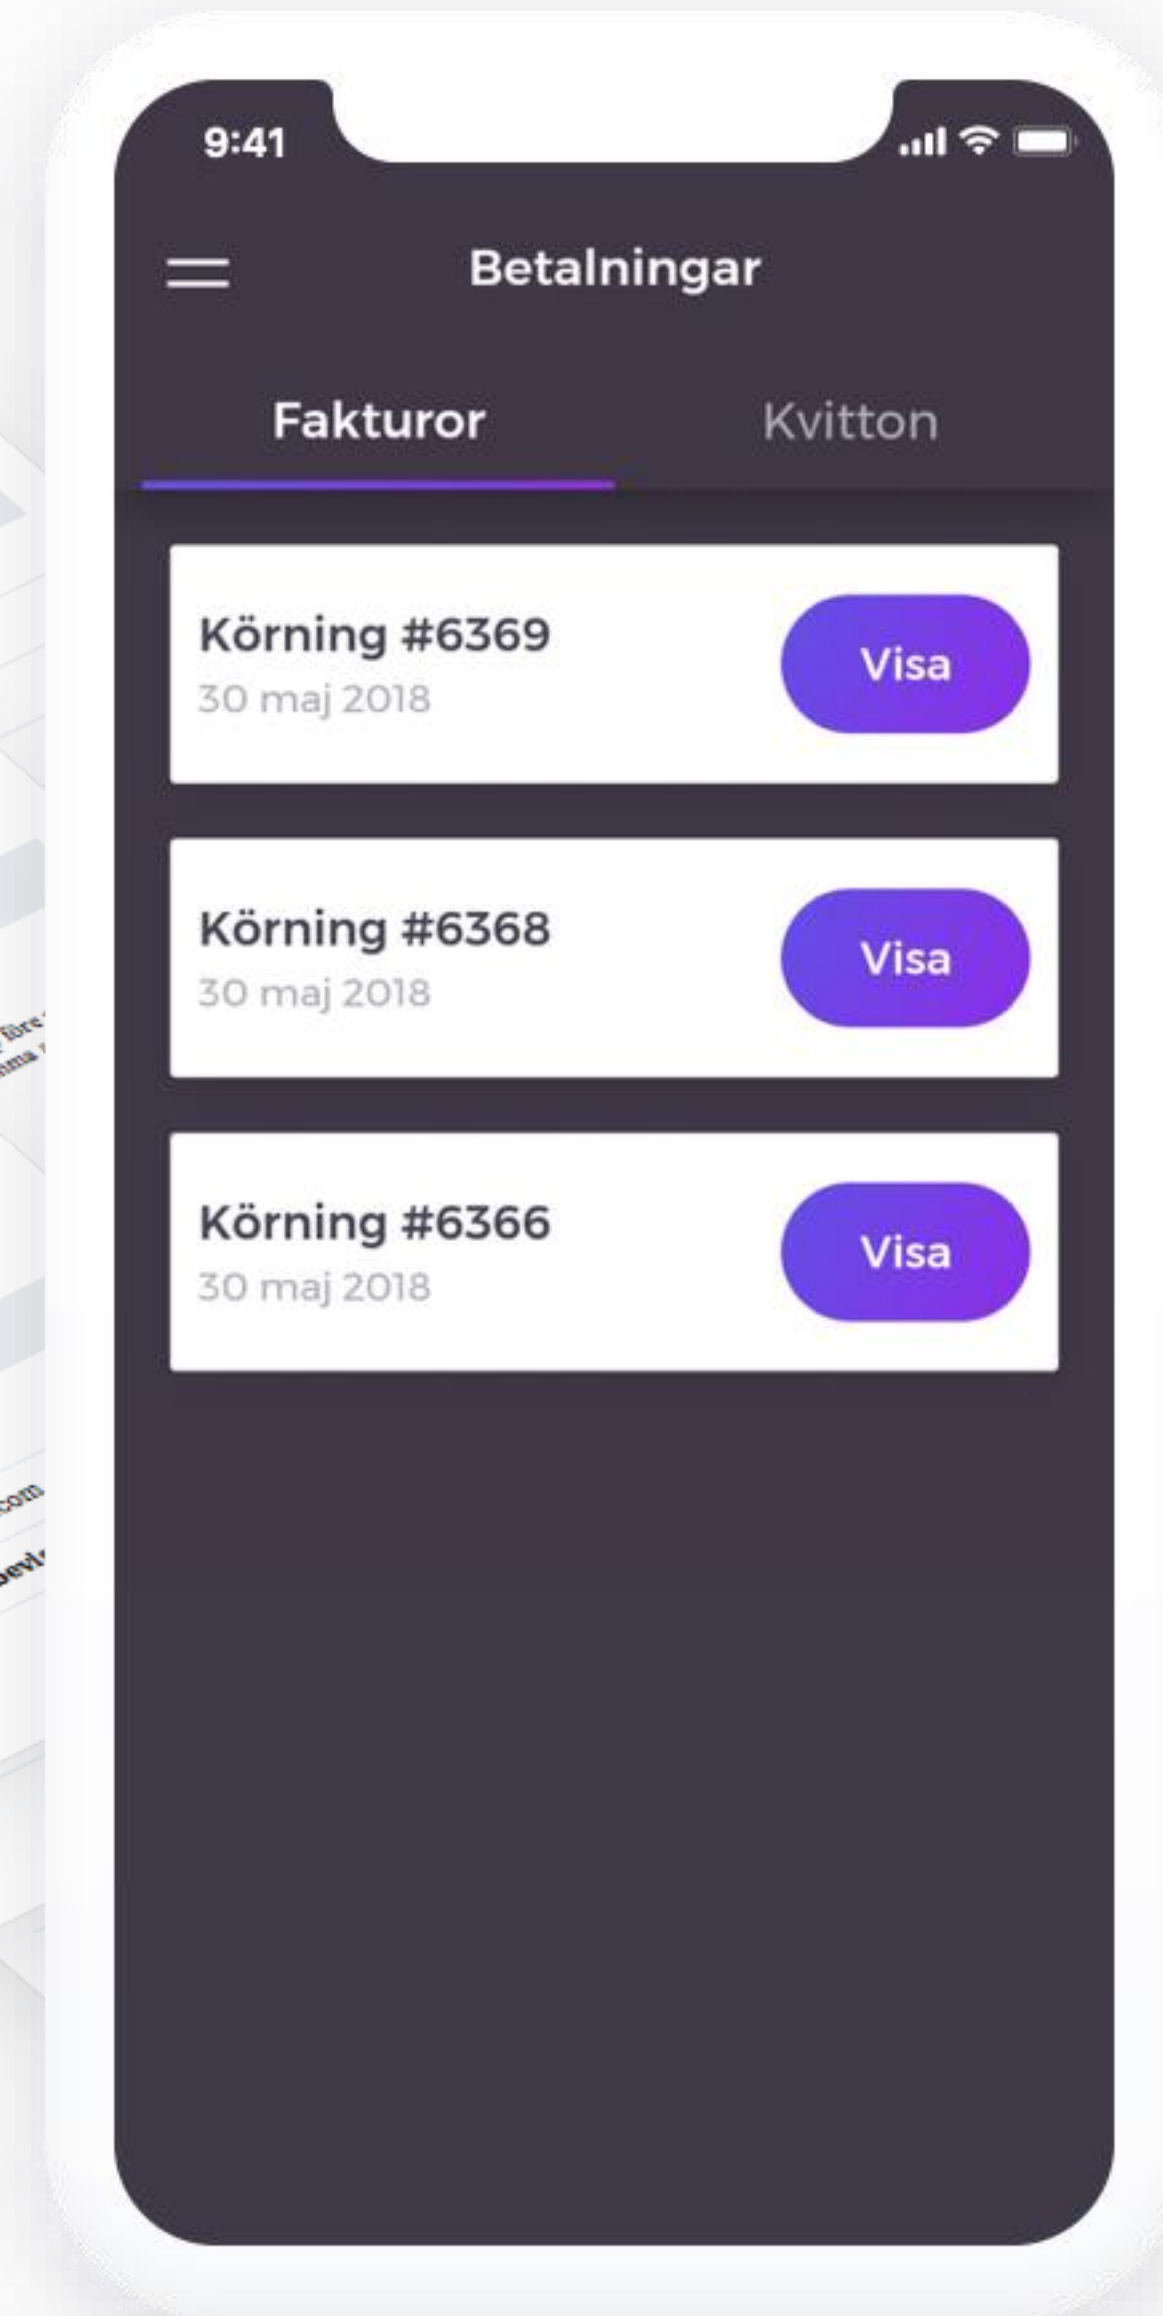 9:41
Betalningar
Fakturor
Kvitton
Körning #6369
30 maj 2018
Visa
Körning #6368
30 maj 2018
Visa
Körning #6366
30 maj 2018
Visa